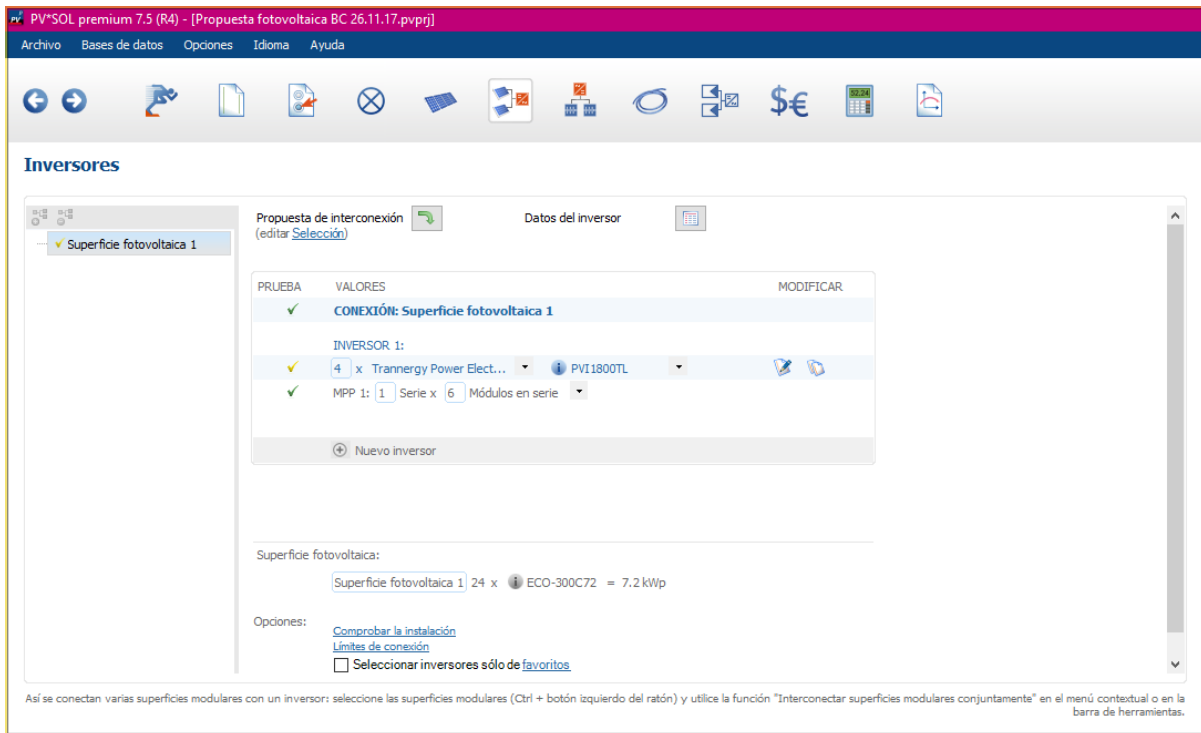 PV*SOL premium 7.5 (R4) - [Propuesta fotovoltaica BC 26.11.17.pvprj]
Archivo Bases de datos Opciones Idioma Ayuda
$€
Inversores
Superficie fotovoltaica 1
Propuesta de interconexión Datos del inversor
(editar Selección)
PRUEBA VALORES MODIFICAR
CONEXIÓN: Superficie fotovoltaica 1
INVERSOR 1:
4 x Trannergy Power Elect... PVI1800TL
MPP 1: 1 Serie x 6 Módulos en serie
Nuevo inversor
Superficie fotovoltaica:
Superficie fotovoltaica 1 24 x ECO-300C72 = 7.2 kWp
Opciones:
Comprobar la instalación
Límites de conexión
Seleccionar inversores sólo de favoritos
Así se conectan varias superficies modulares con un inversor: seleccione las superficies modulares (Ctrl + botón izquierdo del ratón) y utilice la función "Interconectar superficies modulares conjuntamente" en el menú contextual o en la
barra de herramientas.